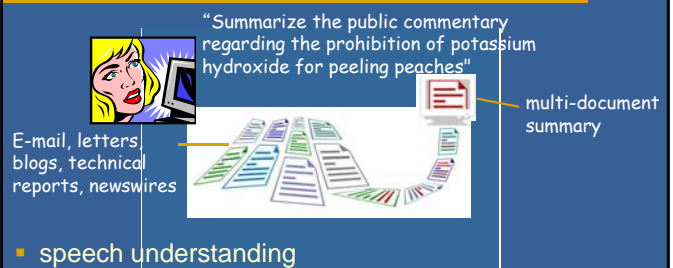 “Summarize the public commentary
regarding the prohibition of potassium
hydroxide for peeling peaches"
multi-document
summary
E-mail, letters,
blogs, technical
reports, newswires
▪ speech understanding